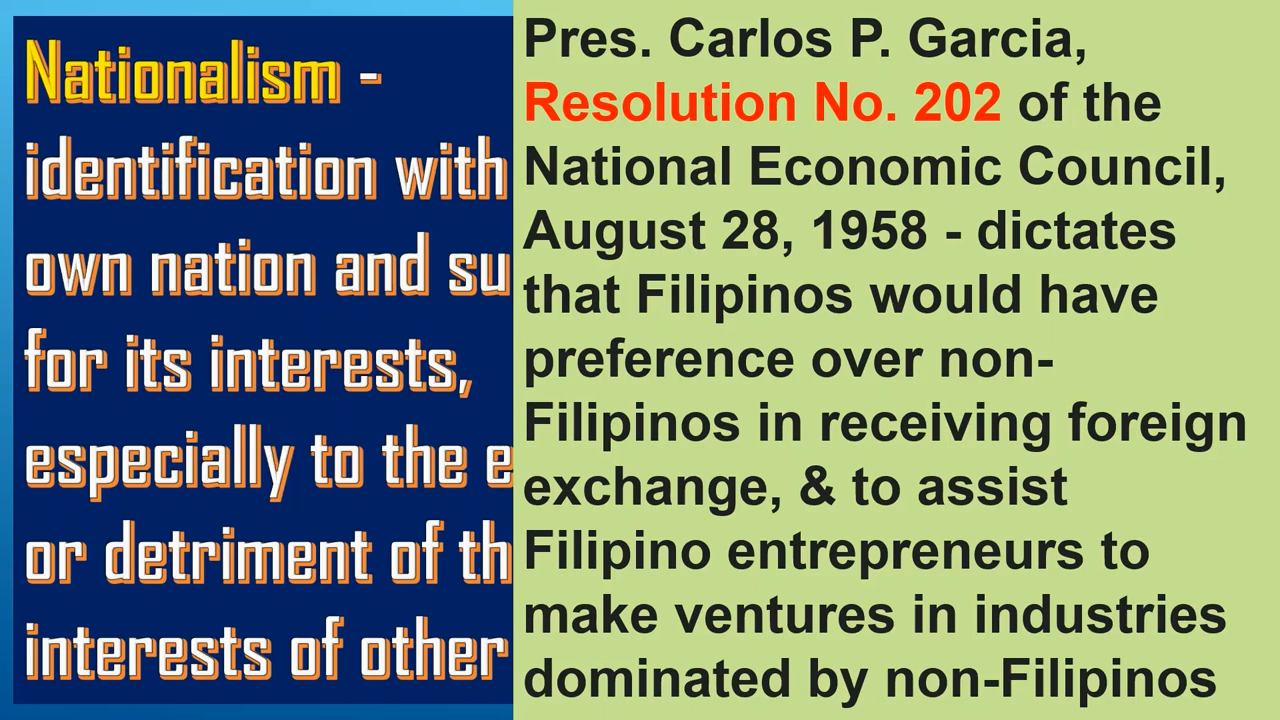 Nationalism -
identification with
own nation and su
for its interests,
especially to the e
or detriment of th
interests of other
Pres. Carlos P. Garcia,
Resolution No. 202 of the
National Economic Council,
August 28, 1958 - dictates
that Filipinos would have
preference over non-
Filipinos in receiving foreign
exchange, & to assist
Filipino entrepreneurs to
make ventures in industries
dominated by non-Filipinos